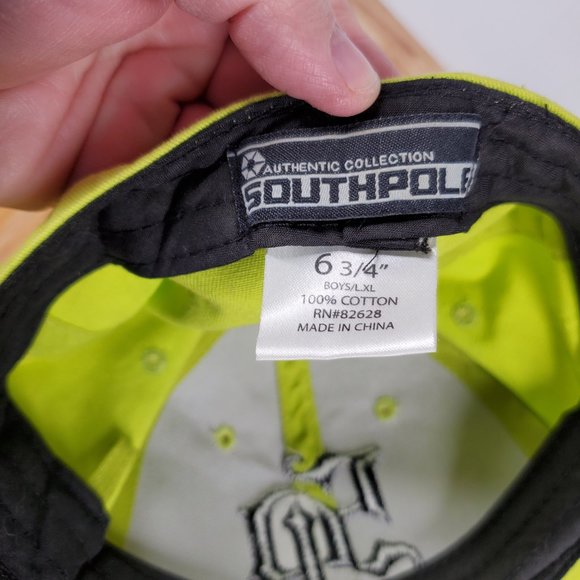 AUTHENTIC COLLECTION
SOUTHPOLE
6 3/4"
BOYS/L.XL
100% COTTON
RN#82628
MADE IN CHINA